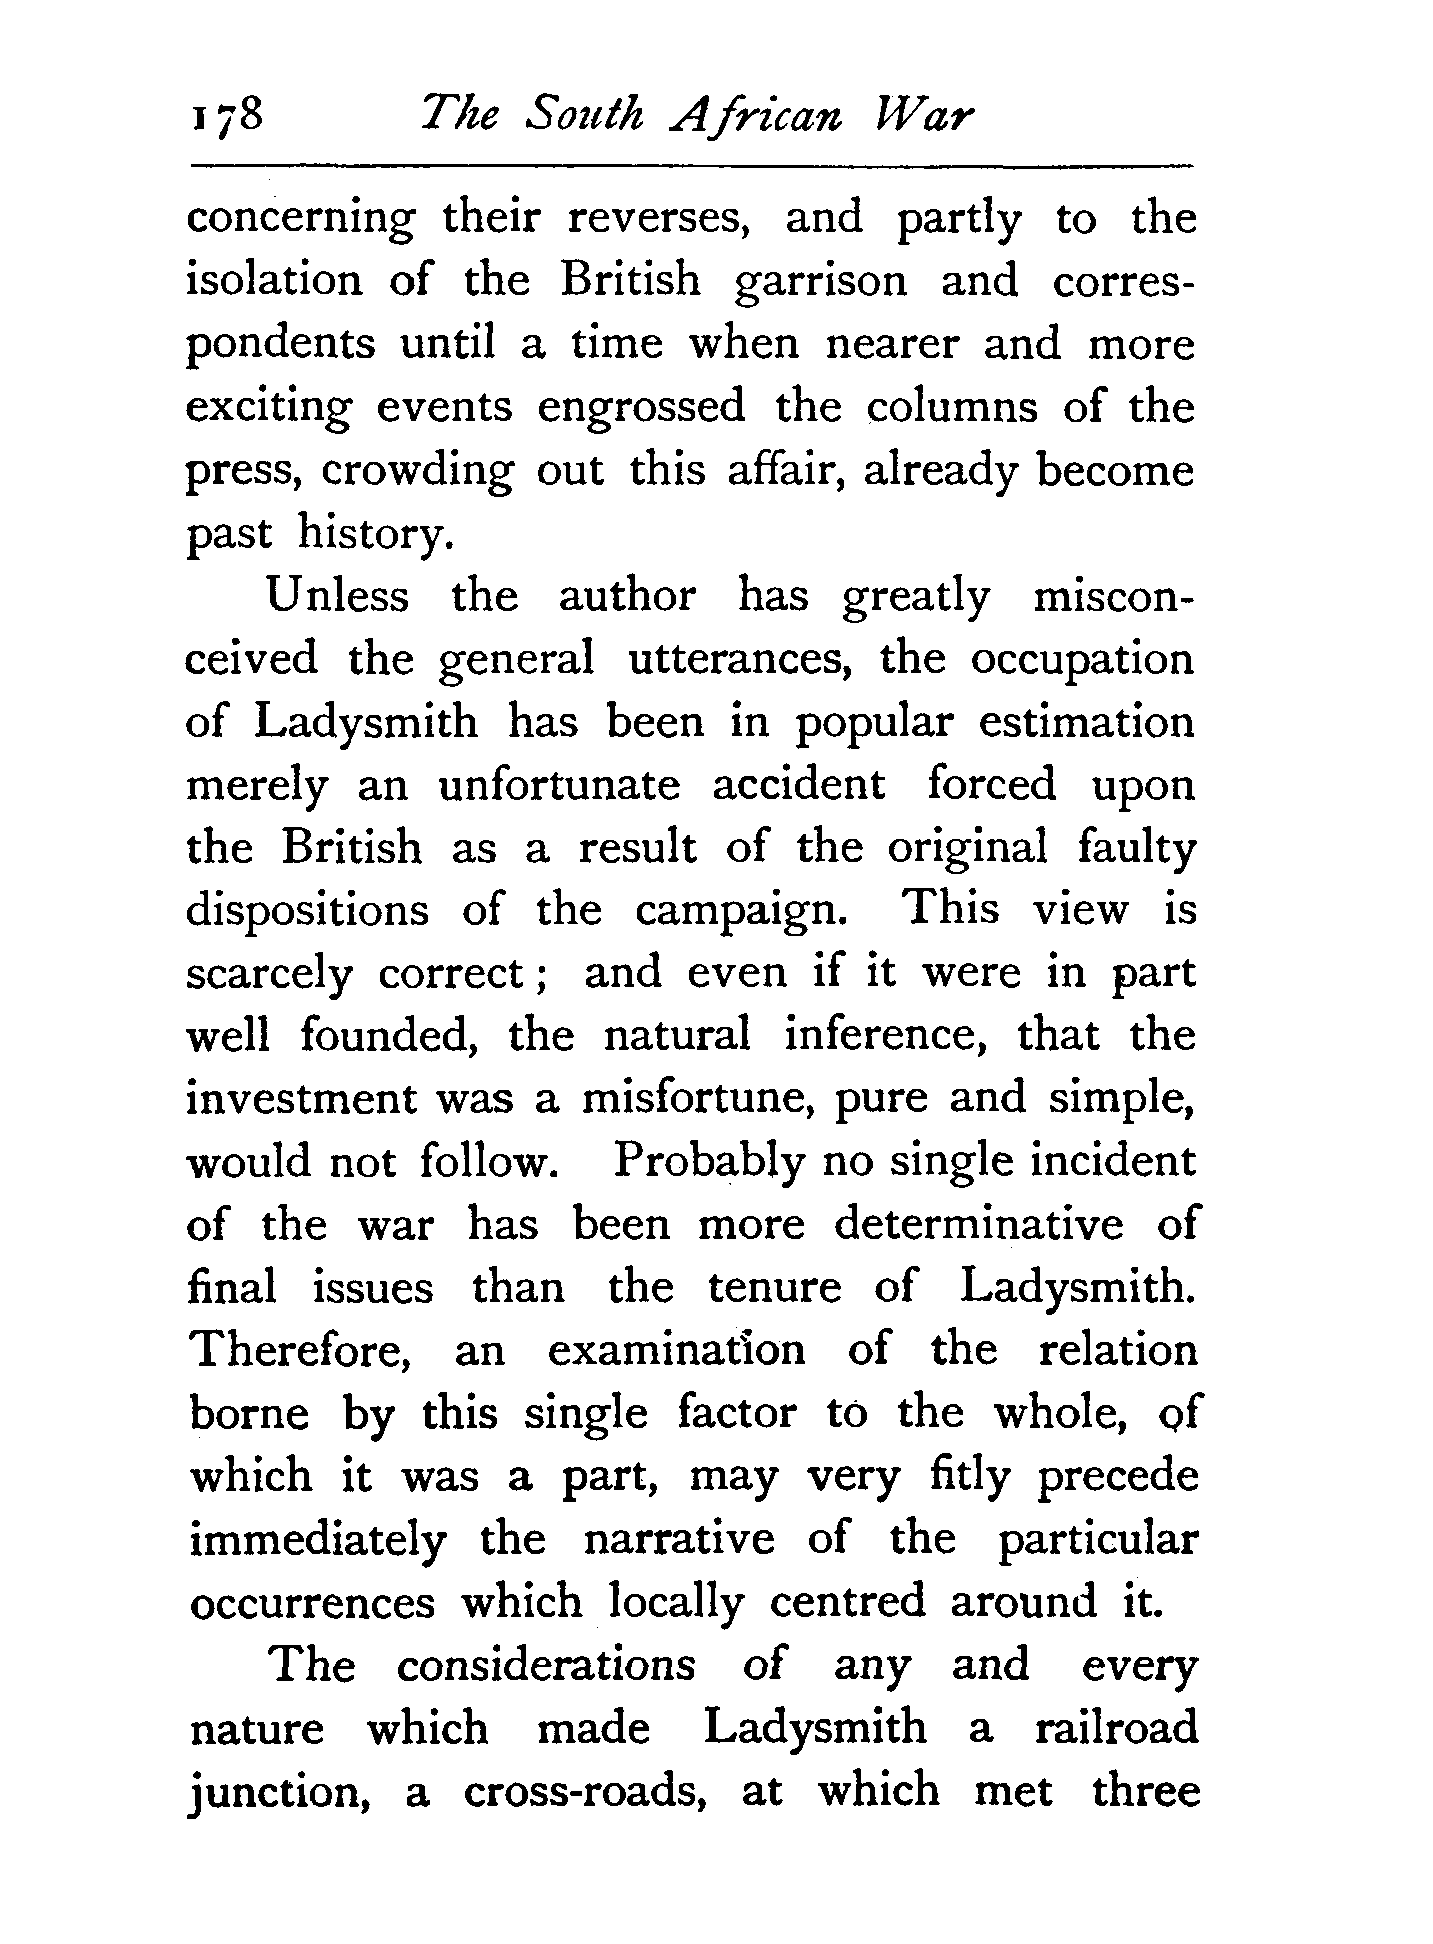 178 The South African War
concerning their reverses, and partly to the
isolation of the British garrison and corres-
pondents until a time when nearer and more
exciting events engrossed the columns of the
press, crowding out this affair, already become
past history.
Unless the author has greatly miscon-
ceived the general utterances, the occupation
of Ladysmith has been in popular estimation
merely an unfortunate accident forced upon
the British as a result of the original faulty
dispositions of the campaign. This view is
scarcely correct ; and even if it were in part
well founded, the natural inference, that the
investment was a misfortune, pure and simple,
would not follow. Probably no single incident
of the war has been more determinative of
final issues than the tenure of Ladysmith.
Therefore, an examination of the relation
borne by this single factor to the whole, of
which it was a part, may very fitly precede
immediately the narrative of the particular
occurrences which locally centred around it.
The considerations of any and every
nature which made Ladysmith a railroad
junction, a cross-roads, at which met three